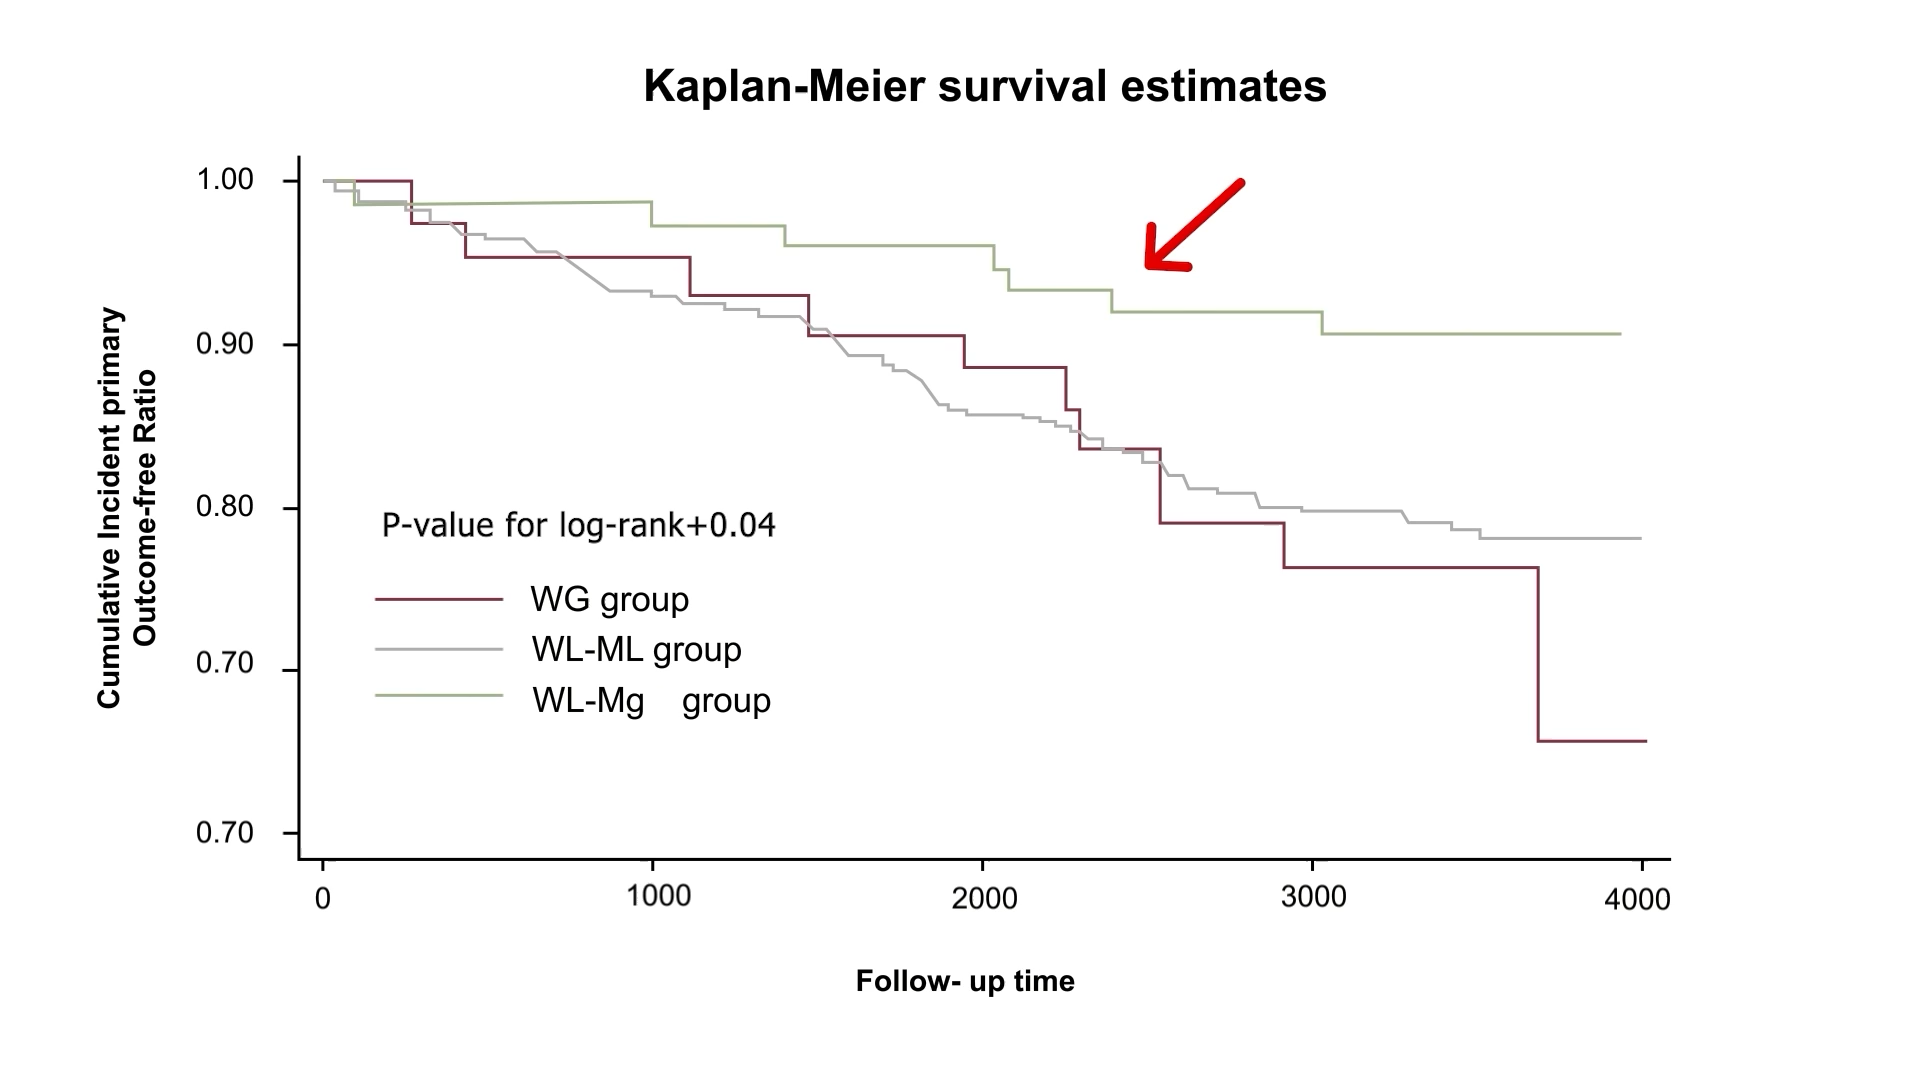 Kaplan-Meier survival estimates
Cumulative Incident primary
Outcome-free Ratio
1.00
0.90
0.80
0.70
0.70
P-value for log-rank+0.04
WG group
WL-ML group
WL-Mg group
0
1000
2000
3000
4000
Follow- up time